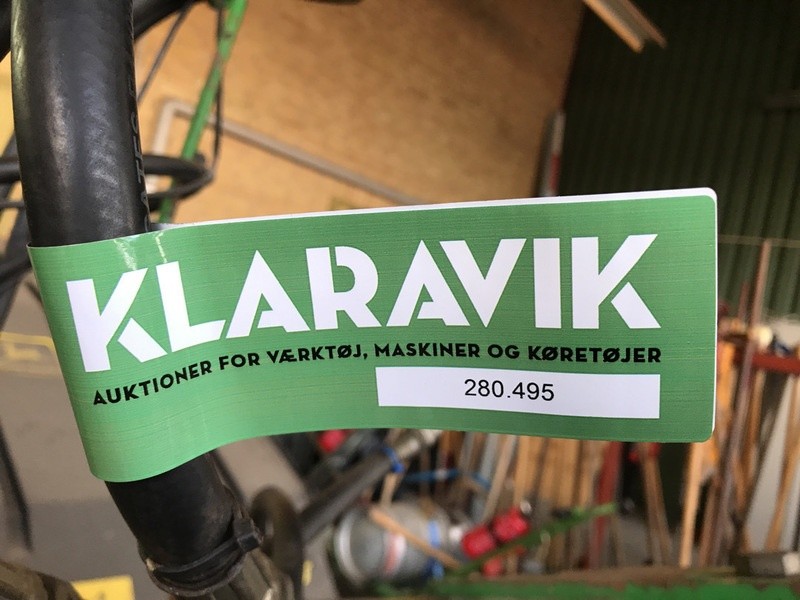 KLARAVIK
AUKTIONER FOR VÆRKTØJ, MASKINER OG KØRETØJER
280.495